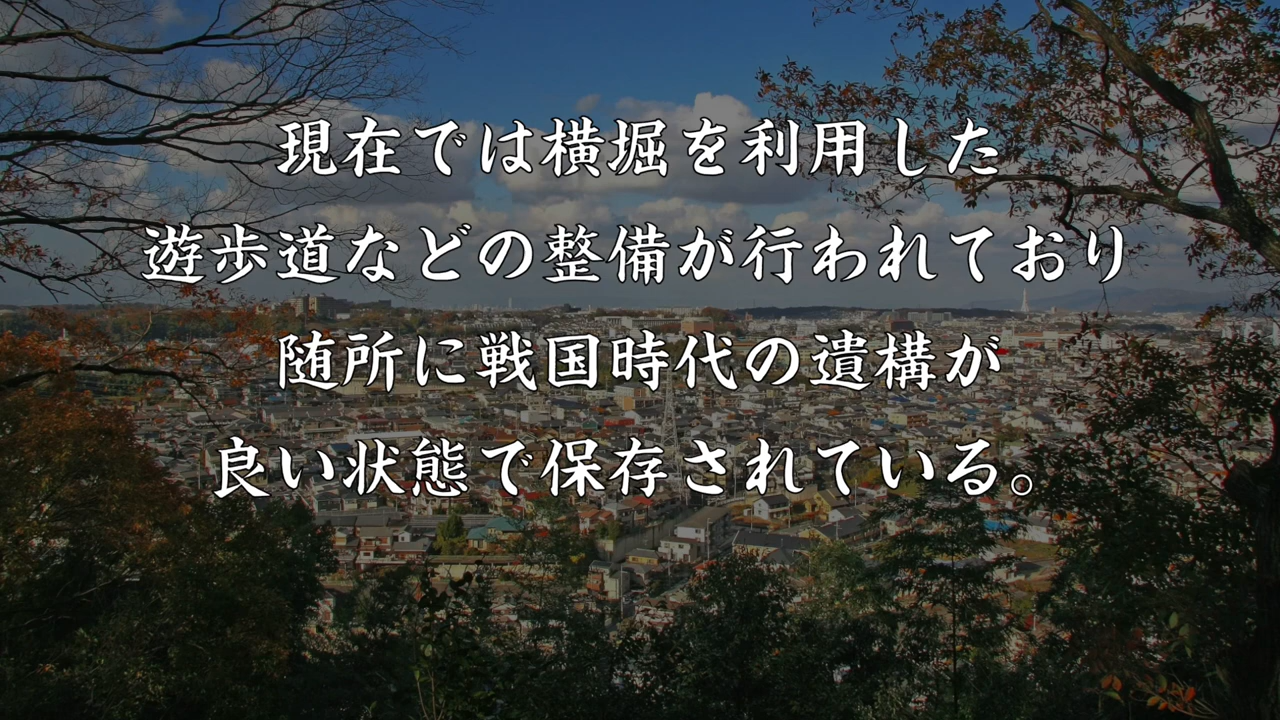 現在では横堀を利用した
遊歩道などの整備が行われており
随所に戦国時代の遺構が
良い状態で保存されている。